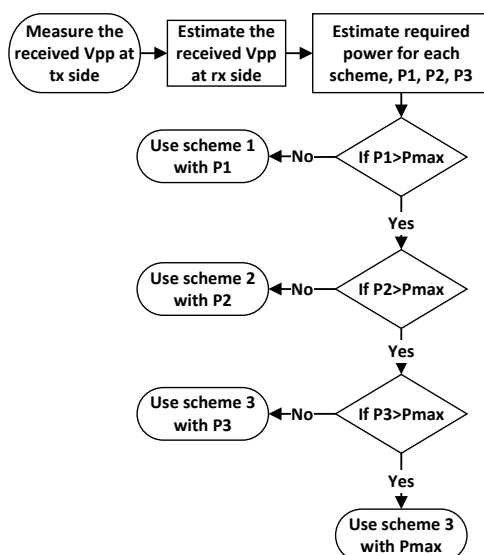 Measure the
received Vpp at
tx side
Estimate the
received Vpp
at rx side
Estimate required
power for each
scheme, P1, P2, P3
Use scheme 1
with P1
No
If P1>Pmax
Yes
Use scheme 2
with P2
No
If P2>Pmax
Yes
Use scheme 3
with P3
No
If P3>Pmax
Yes
Use scheme 3
with Pmax